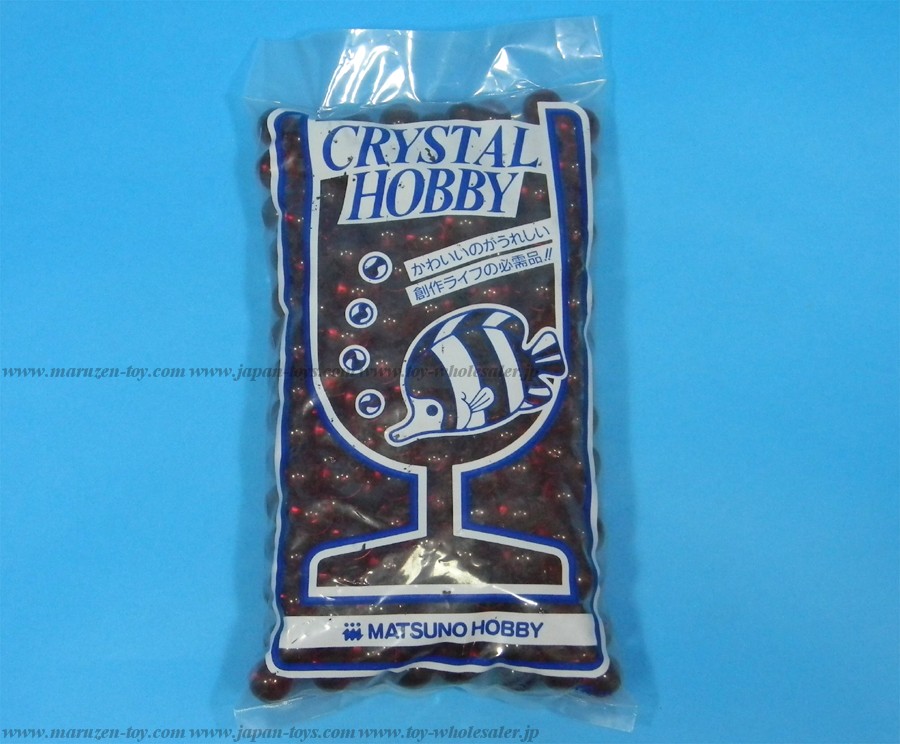 CRYSTAL
HOBBY
かわいいのがうれしい
創作ライフの必需品!!
www.maruzen-toy.com www.japan-toys.com www.toy-wholesaler.jp
MATSUNO HOBBY
www.maruzen-toy.com www.japan-toys.com www.toy-wholesaler.jp